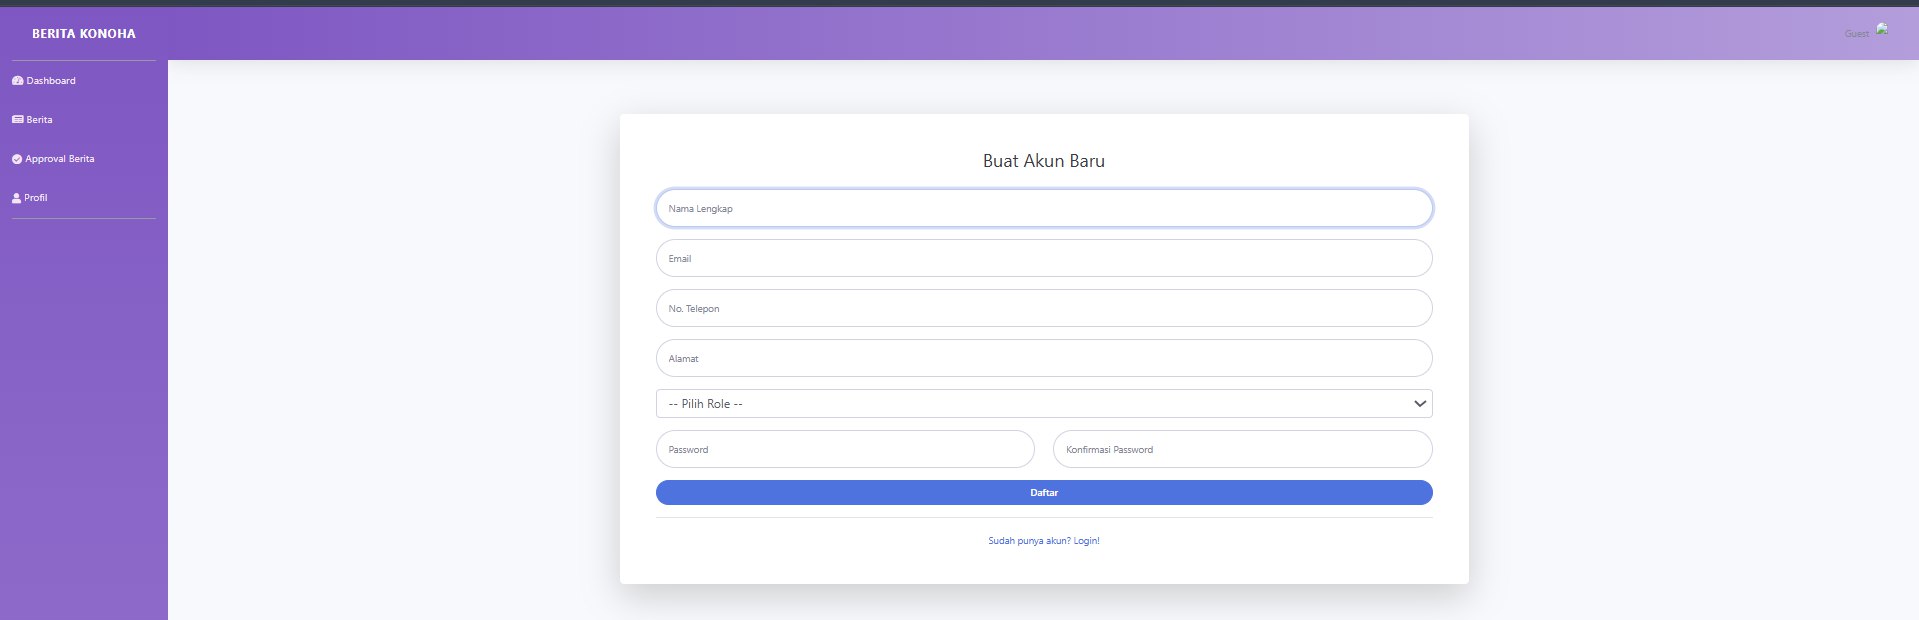 BERITA KONOHA
Guest
Dashboard
Berita
Approval Berita
Profil
Buat Akun Baru
Nama Lengkap
Email
No. Telepon
Alamat
-- Pilih Role --
Password
Konfirmasi Password
Daftar
Sudah punya akun? Login!